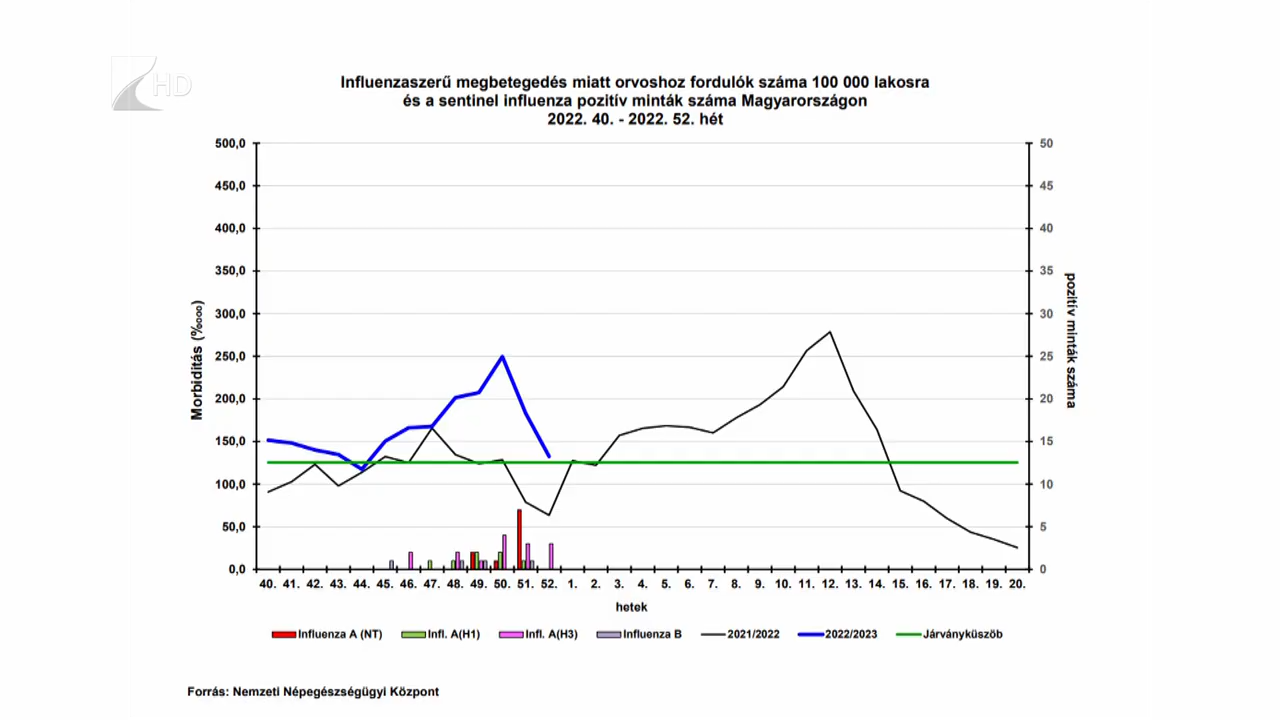 HD
Influenzaszerű megbetegedés miatt orvoshoz fordulók száma 100 000 lakosra
és a sentinel influenza pozitív minták száma Magyarországon
2022. 40. - 2022. 52. hét
500,0
450,0
400,0
350,0
300,0
250,0
200,0
150,0
100,0
50,0
0,0
Morbiditás (‰oo)
50
45
40
35
30
25
20
15
10
5
0
pozitív minták száma
40. 41. 42. 43. 44. 45. 46. 47. 48. 49. 50. 51. 52. 1. 2. 3. 4. 5. 6. 7. 8. 9. 10. 11. 12. 13. 14. 15. 16. 17. 18. 19. 20.
hetek
Influenza A (NT) Infl. A(H1) Infl. A(H3) Influenza B 2021/2022 2022/2023 Járványküszöb
Forrás: Nemzeti Népegészségügyi Központ